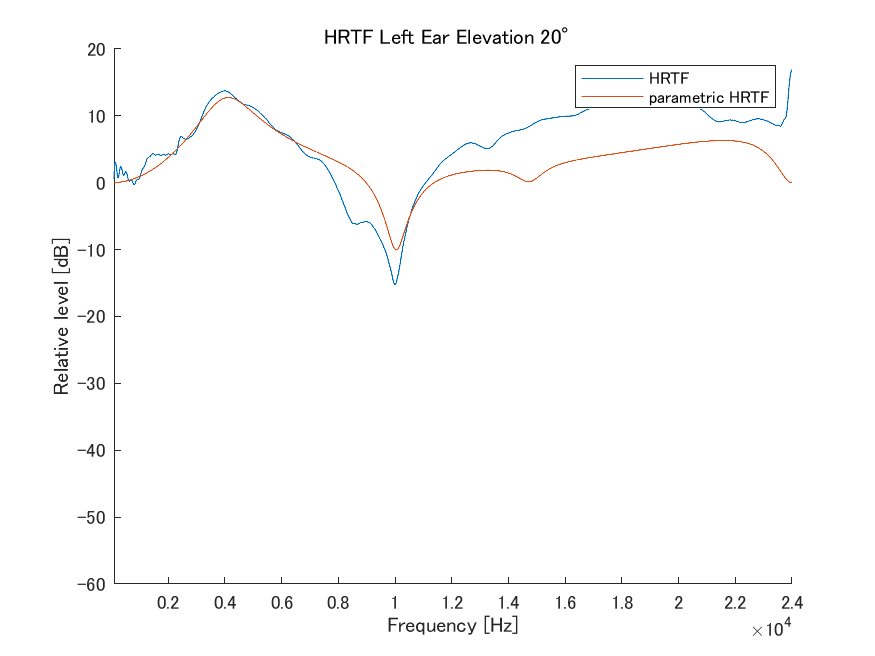 HRTF Left Ear Elevation 20°
HRTF
parametric HRTF
20
10
0
-10
-20
-30
-40
-50
-60
Relative level [dB]
0.2 0.4 0.6 0.8 1 1.2 1.4 1.6 1.8 2 2.2 2.4
Frequency [Hz]
×10⁴